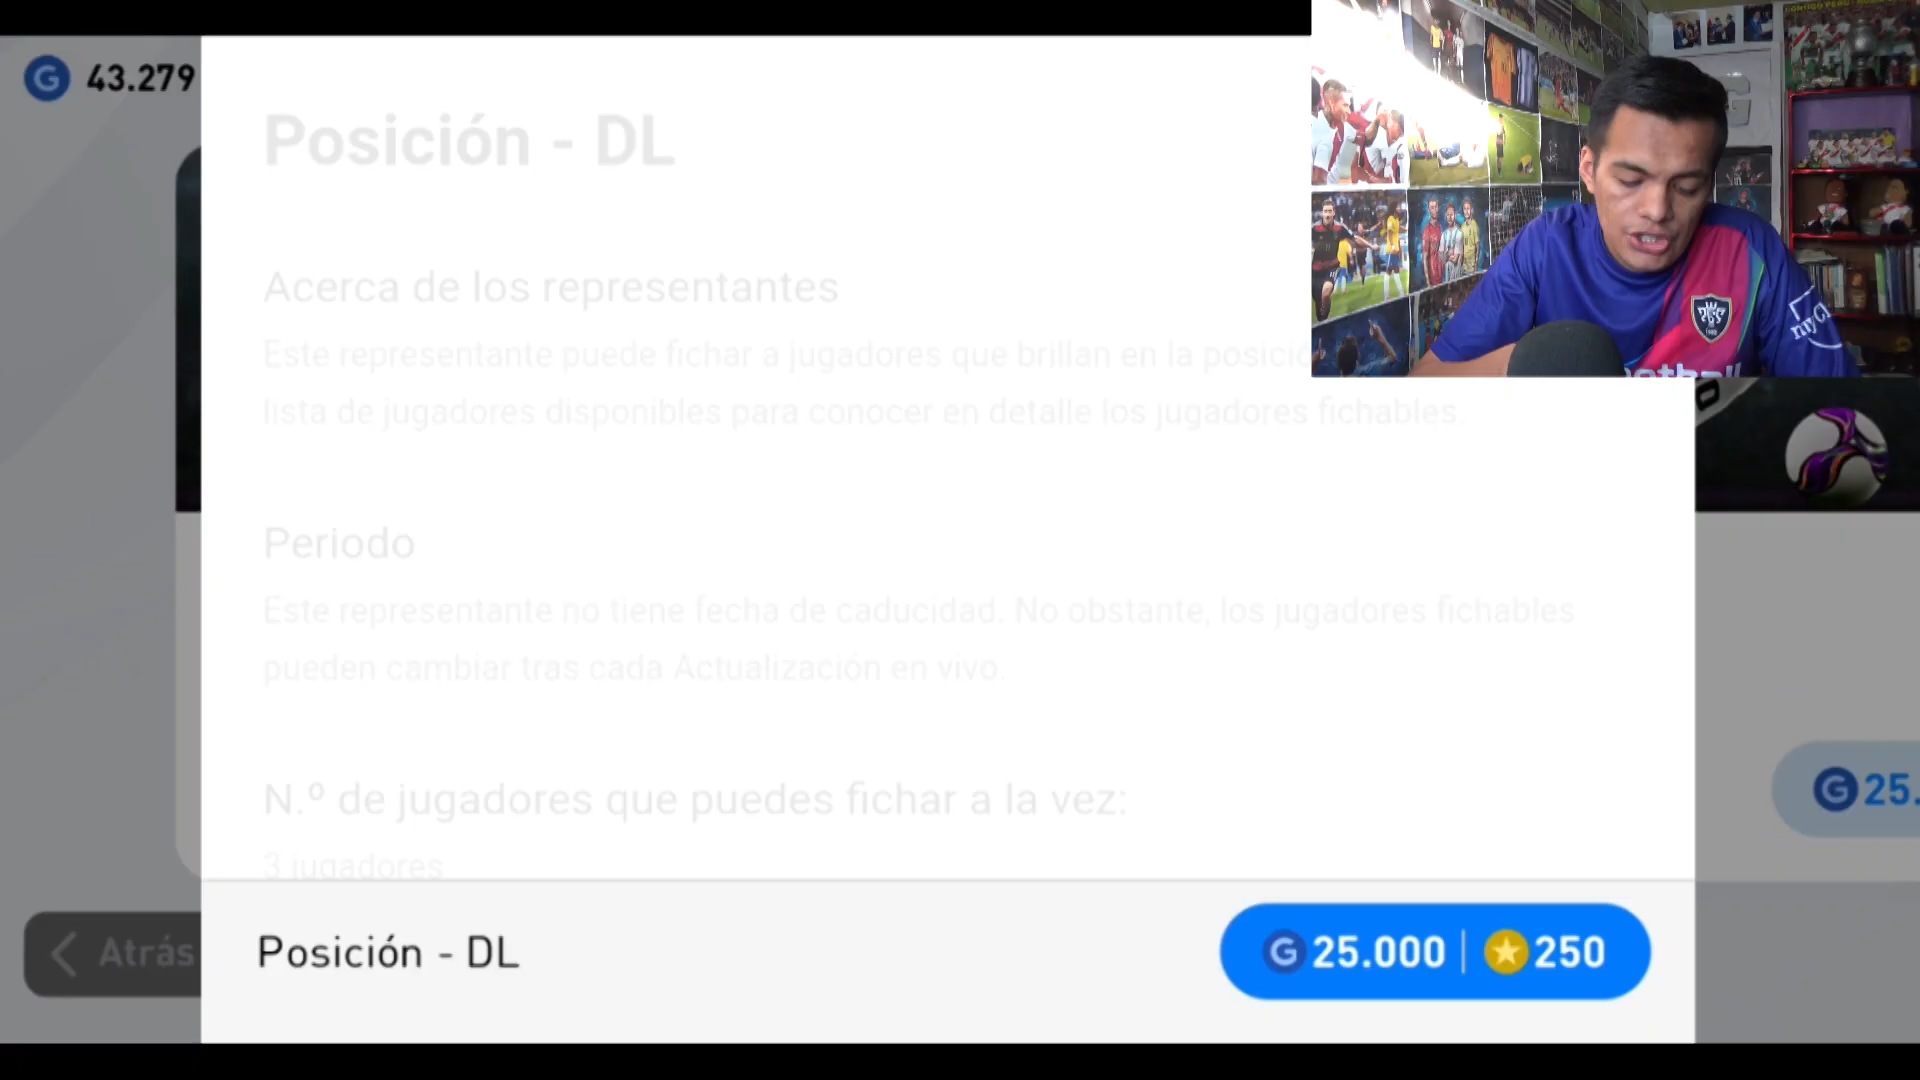 43.279
Posición - DL
Acerca de los representantes
Este representante puede fichar a jugadores que brillan en la
lista de jugadores disponibles para conocer en detalle los jugadores fichables.
Periodo
Este representante no tiene fecha de caducidad. No obstante, los jugadores fichables
pueden cambiar tras cada Actualización en vivo.
N.º de jugadores que puedes fichar a la vez:
3 jugadores
25.
Atrás
Posición - DL
25.000 | 250